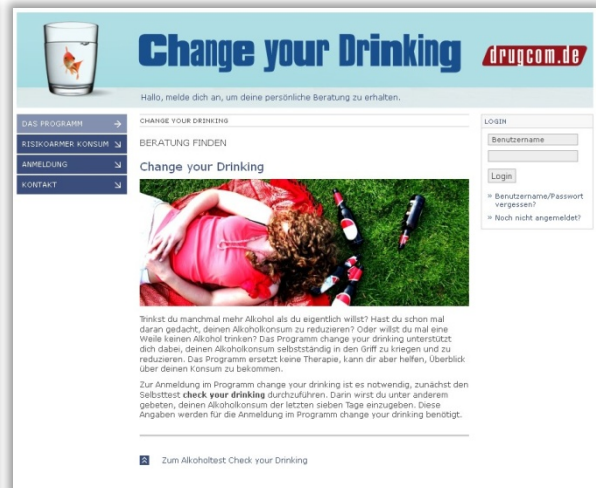 Change your Drinking
drugcom.de
Hallo, melde dich an, um deine persönliche Beratung zu erhalten.
DAS PROGRAMM
RISIKOARMER KONSUM
ANMELDUNG
KONTAKT
CHANGE YOUR DRINKING
BERATUNG FINDEN
Change your Drinking
Trinkst du manchmal mehr Alkohol als du eigentlich willst? Hast du schon mal
daran gedacht, deinen Alkoholkonsum zu reduzieren? Oder willst du mal eine
Weile keinen Alkohol trinken? Das Programm change your drinking unterstützt
dich dabei, deinen Alkoholkonsum selbstständig in den Griff zu kriegen und zu
reduzieren. Das Programm ersetzt keine Therapie, kann dir aber helfen, Überblick
über deinen Konsum zu bekommen.
Zur Anmeldung im Programm change your drinking ist es notwendig, zunächst den
Selbsttest check your drinking durchzuführen. Darin wirst du unter anderem
gebeten, deinen Alkoholkonsum der letzten sieben Tage einzugeben. Diese
Angaben werden für die Anmeldung im Programm change your drinking benötigt.
Zum Alkoholtest Check your Drinking
LOGIN
Benutzername
Login
» Benutzername/Passwort
vergessen?
» Noch nicht angemeldet?